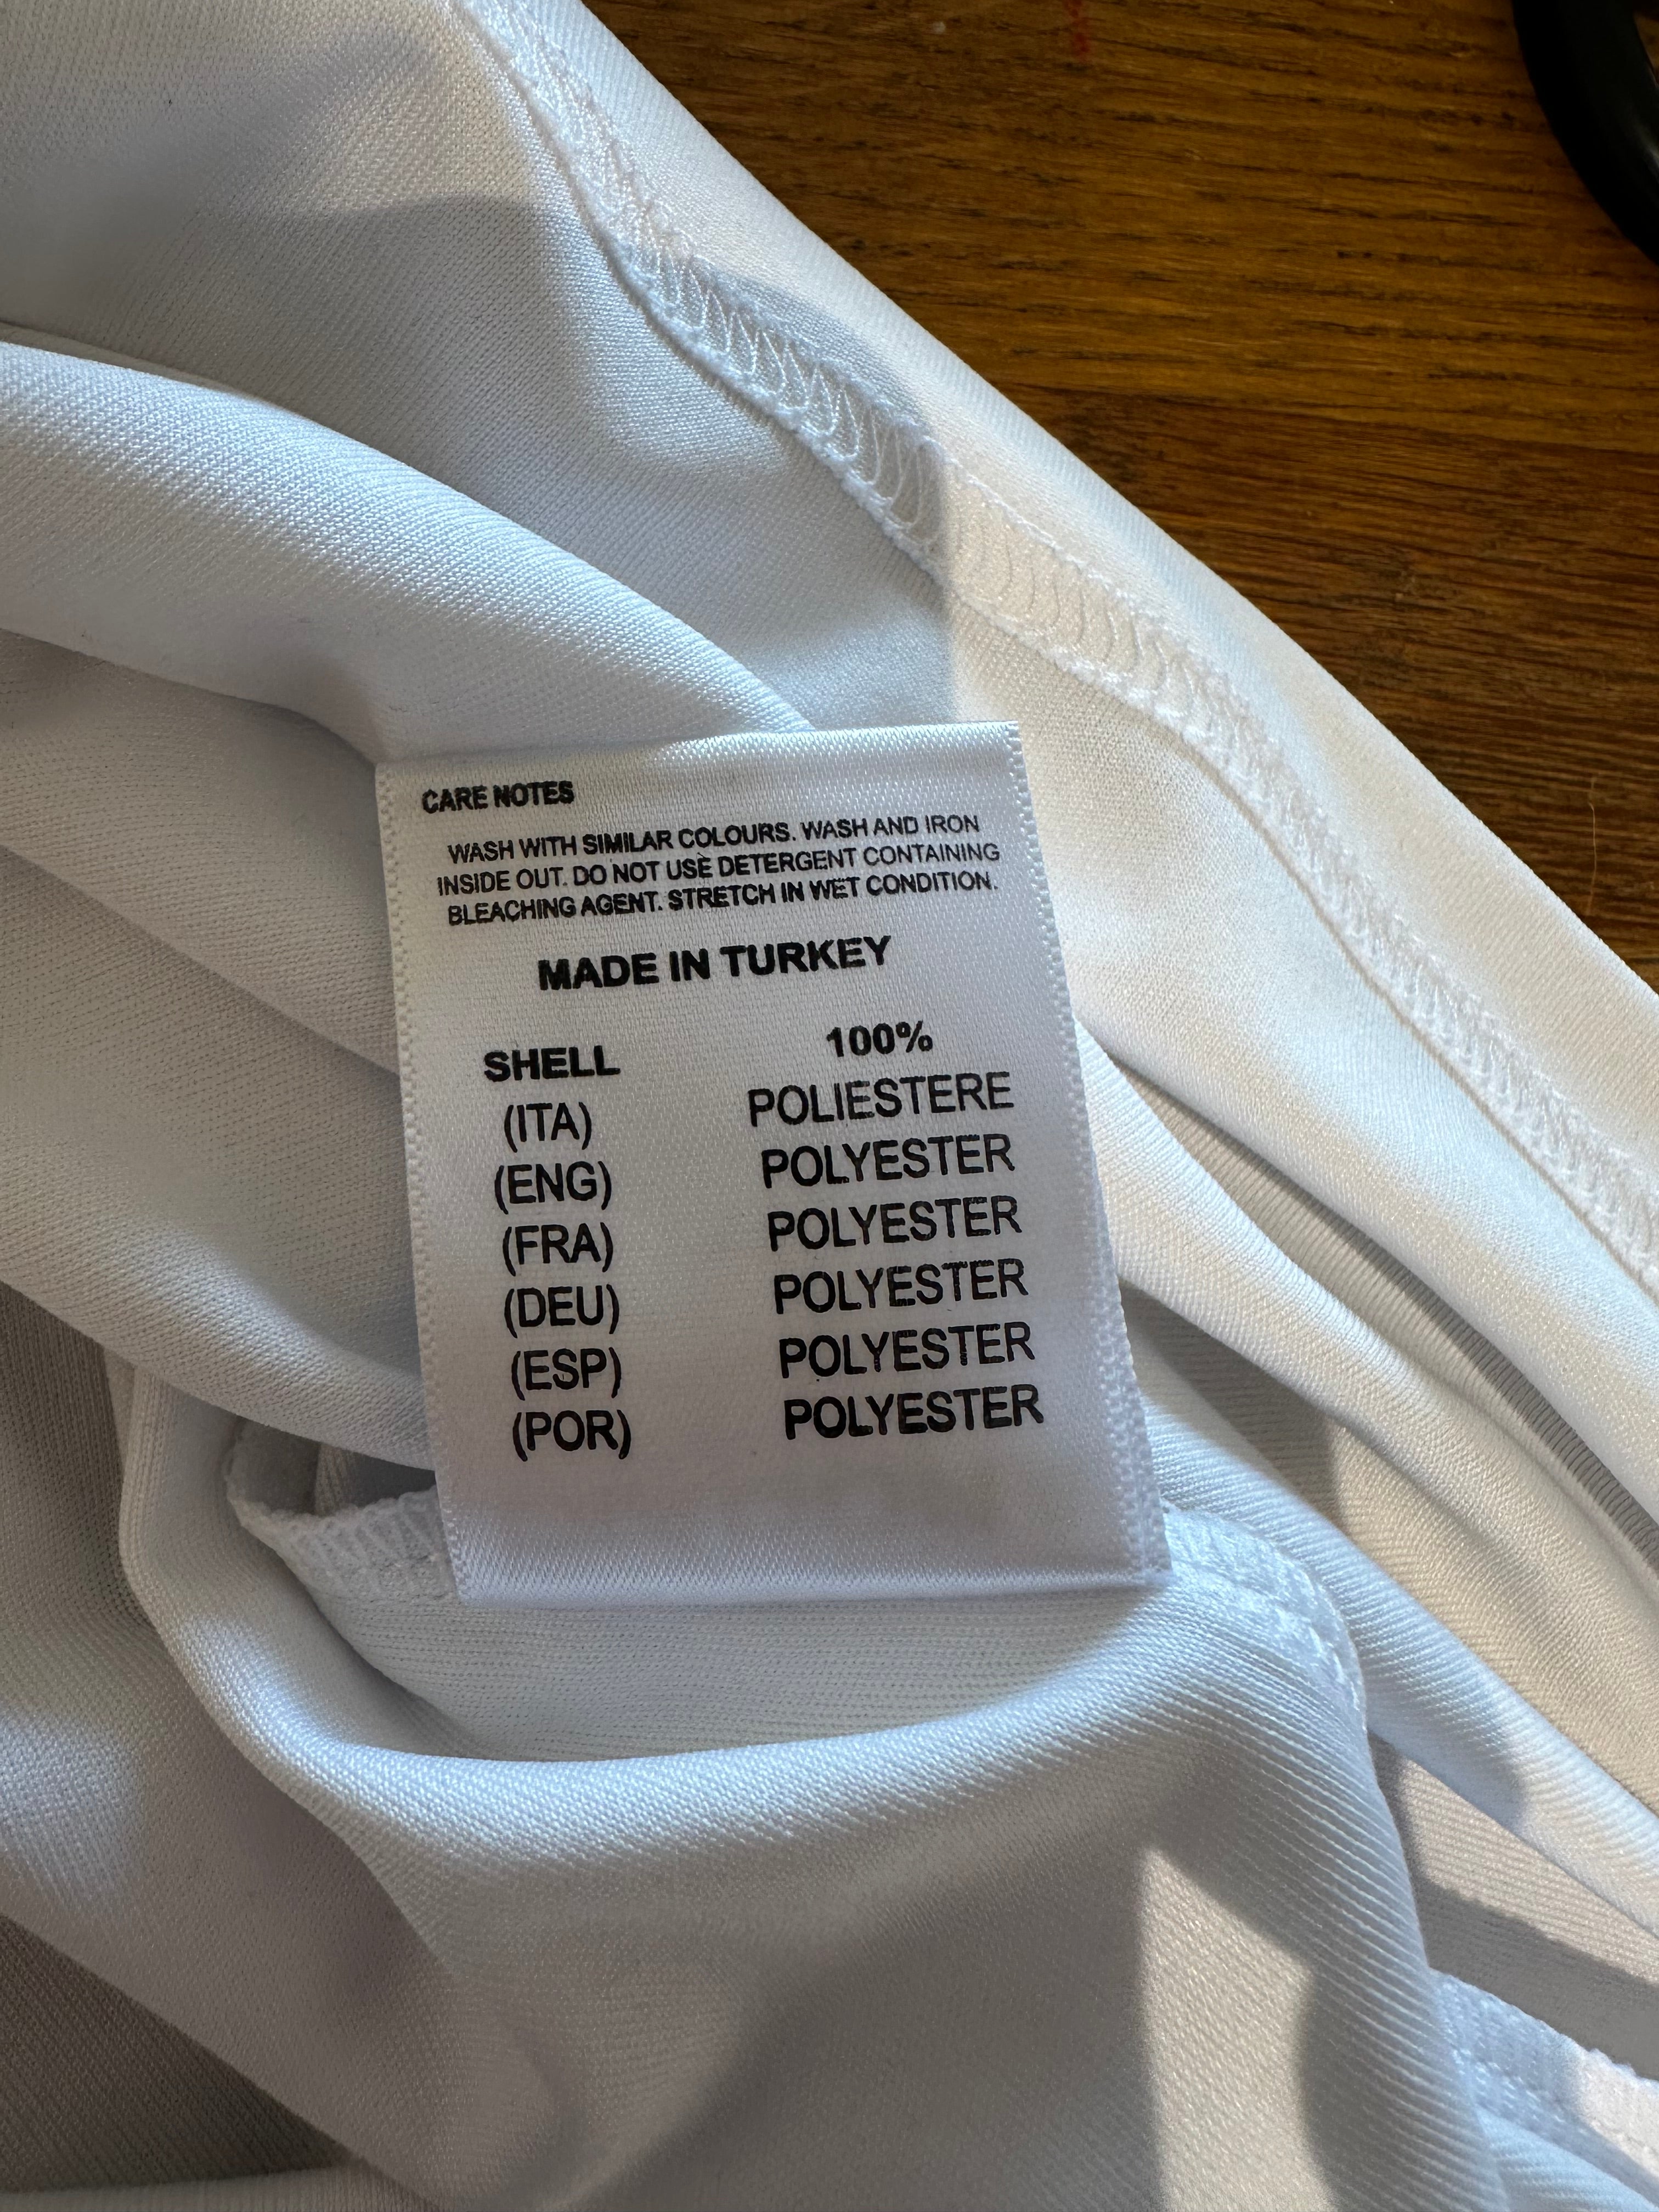 CARE NOTES
WASH WITH SIMILAR COLOURS. WASH AND IRON
INSIDE OUT. DO NOT USE DETERGENT CONTAINING
BLEACHING AGENT. STRETCH IN WET CONDITION.
MADE IN TURKEY
SHELL 100%
(ITA) POLIESTERE
(ENG) POLYESTER
(FRA) POLYESTER
(DEU) POLYESTER
(ESP) POLYESTER
(POR) POLYESTER